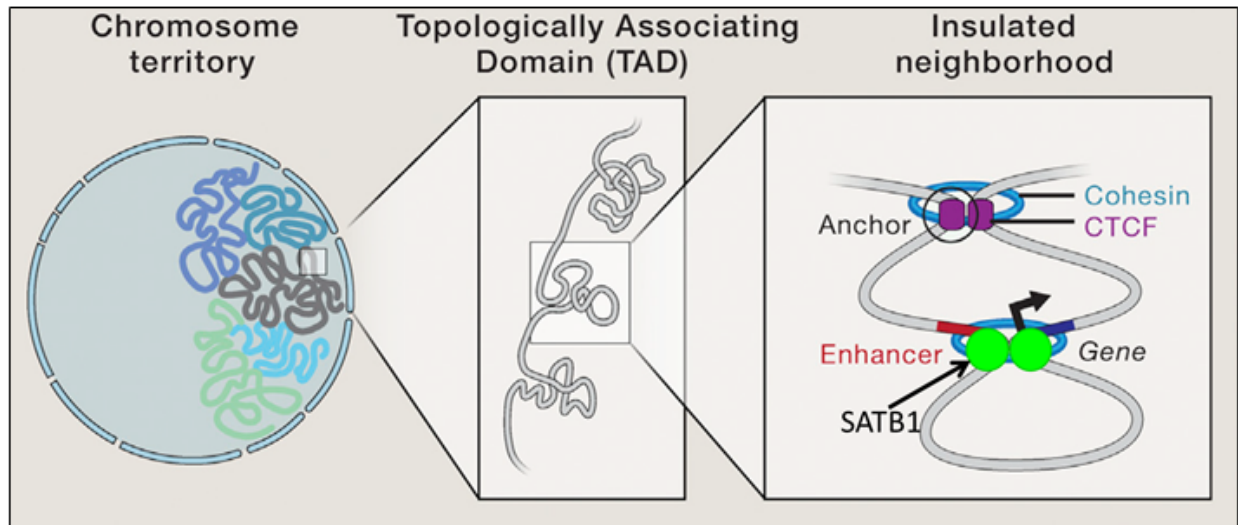 Chromosome
territory
Topologically Associating
Domain (TAD)
Insulated
neighborhood
Cohesin
CTCF
Anchor
Enhancer
Gene
SATB1